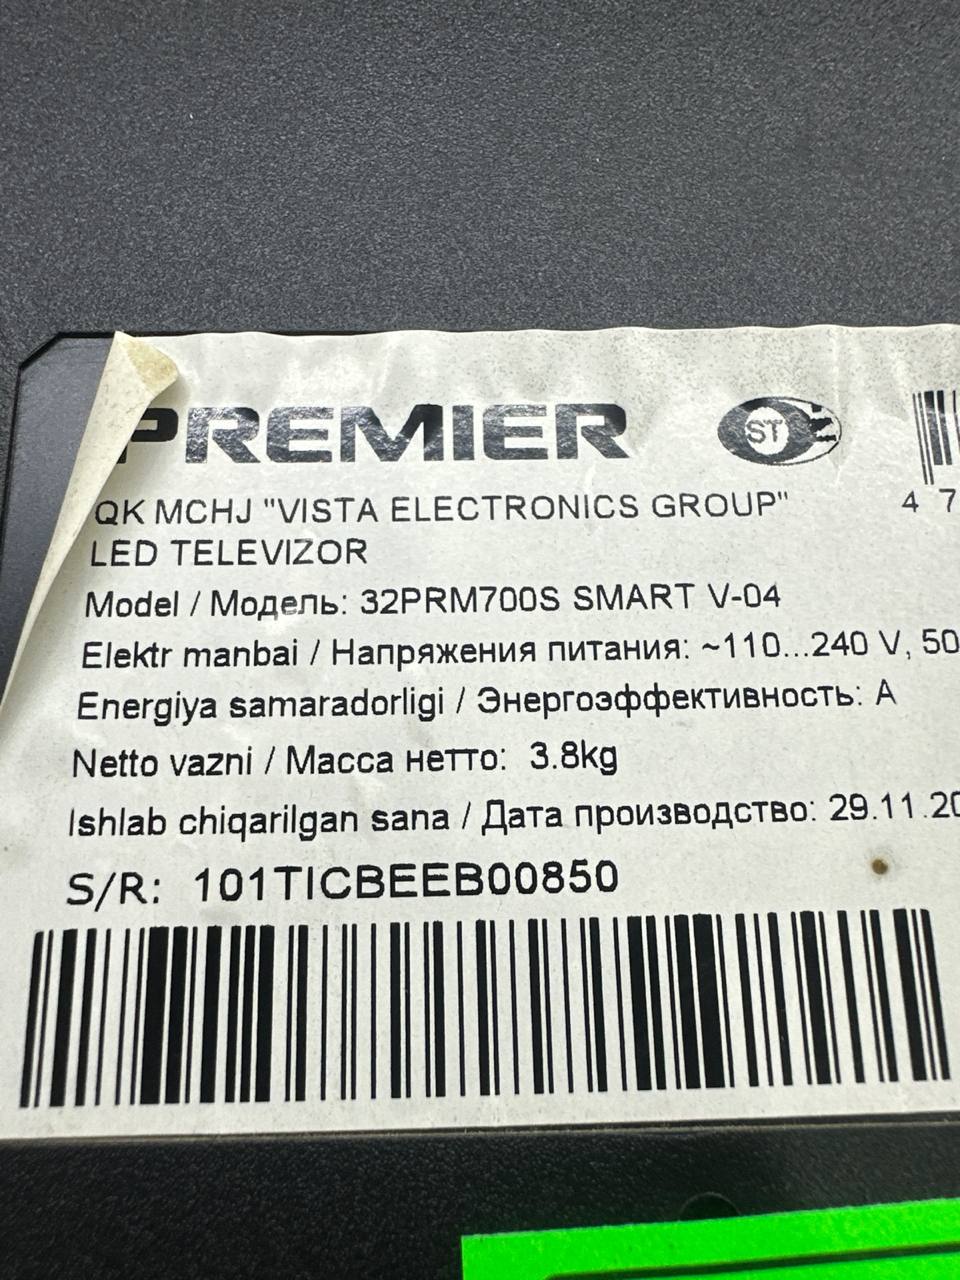 PREMIER
ST
4 7
QK MCHJ "VISTA ELECTRONICS GROUP"
LED TELEVIZOR
Model / Модель: 32PRM700S SMART V-04
Elektr manbai / Напряжения питания: ~110...240 V, 50
Energiya samaradorligi / Энергоэффективность: A
Netto vazni / Масса нетто: 3.8kg
Ishlab chiqarilgan sana / Дата производство: 29.11.20
S/R: 101TICBEEB00850